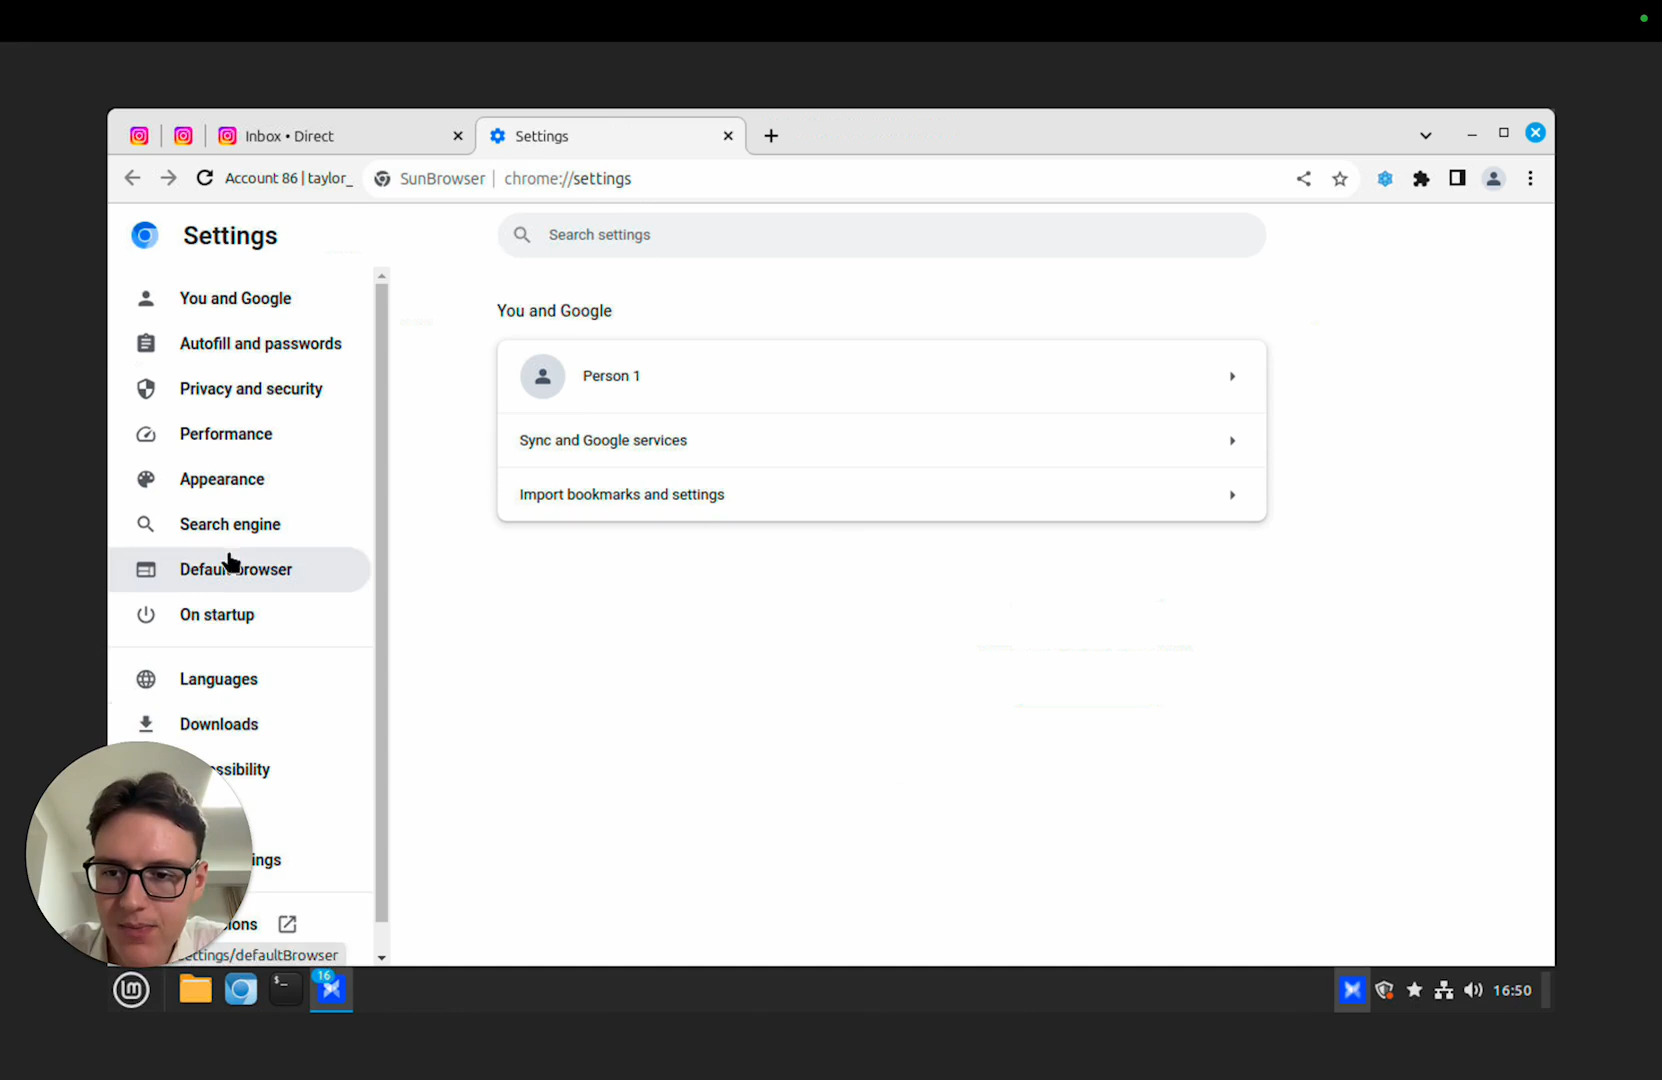 Inbox • Direct
Settings
Account 86 | taylor_
SunBrowser | chrome://settings
Settings
Search settings
You and Google
Autofill and passwords
Privacy and security
Performance
Appearance
Search engine
Default browser
On startup
Languages
Downloads
ssibility
ings
ions
ettings/defaultBrowser
You and Google
Person 1
Sync and Google services
Import bookmarks and settings
16
16:50